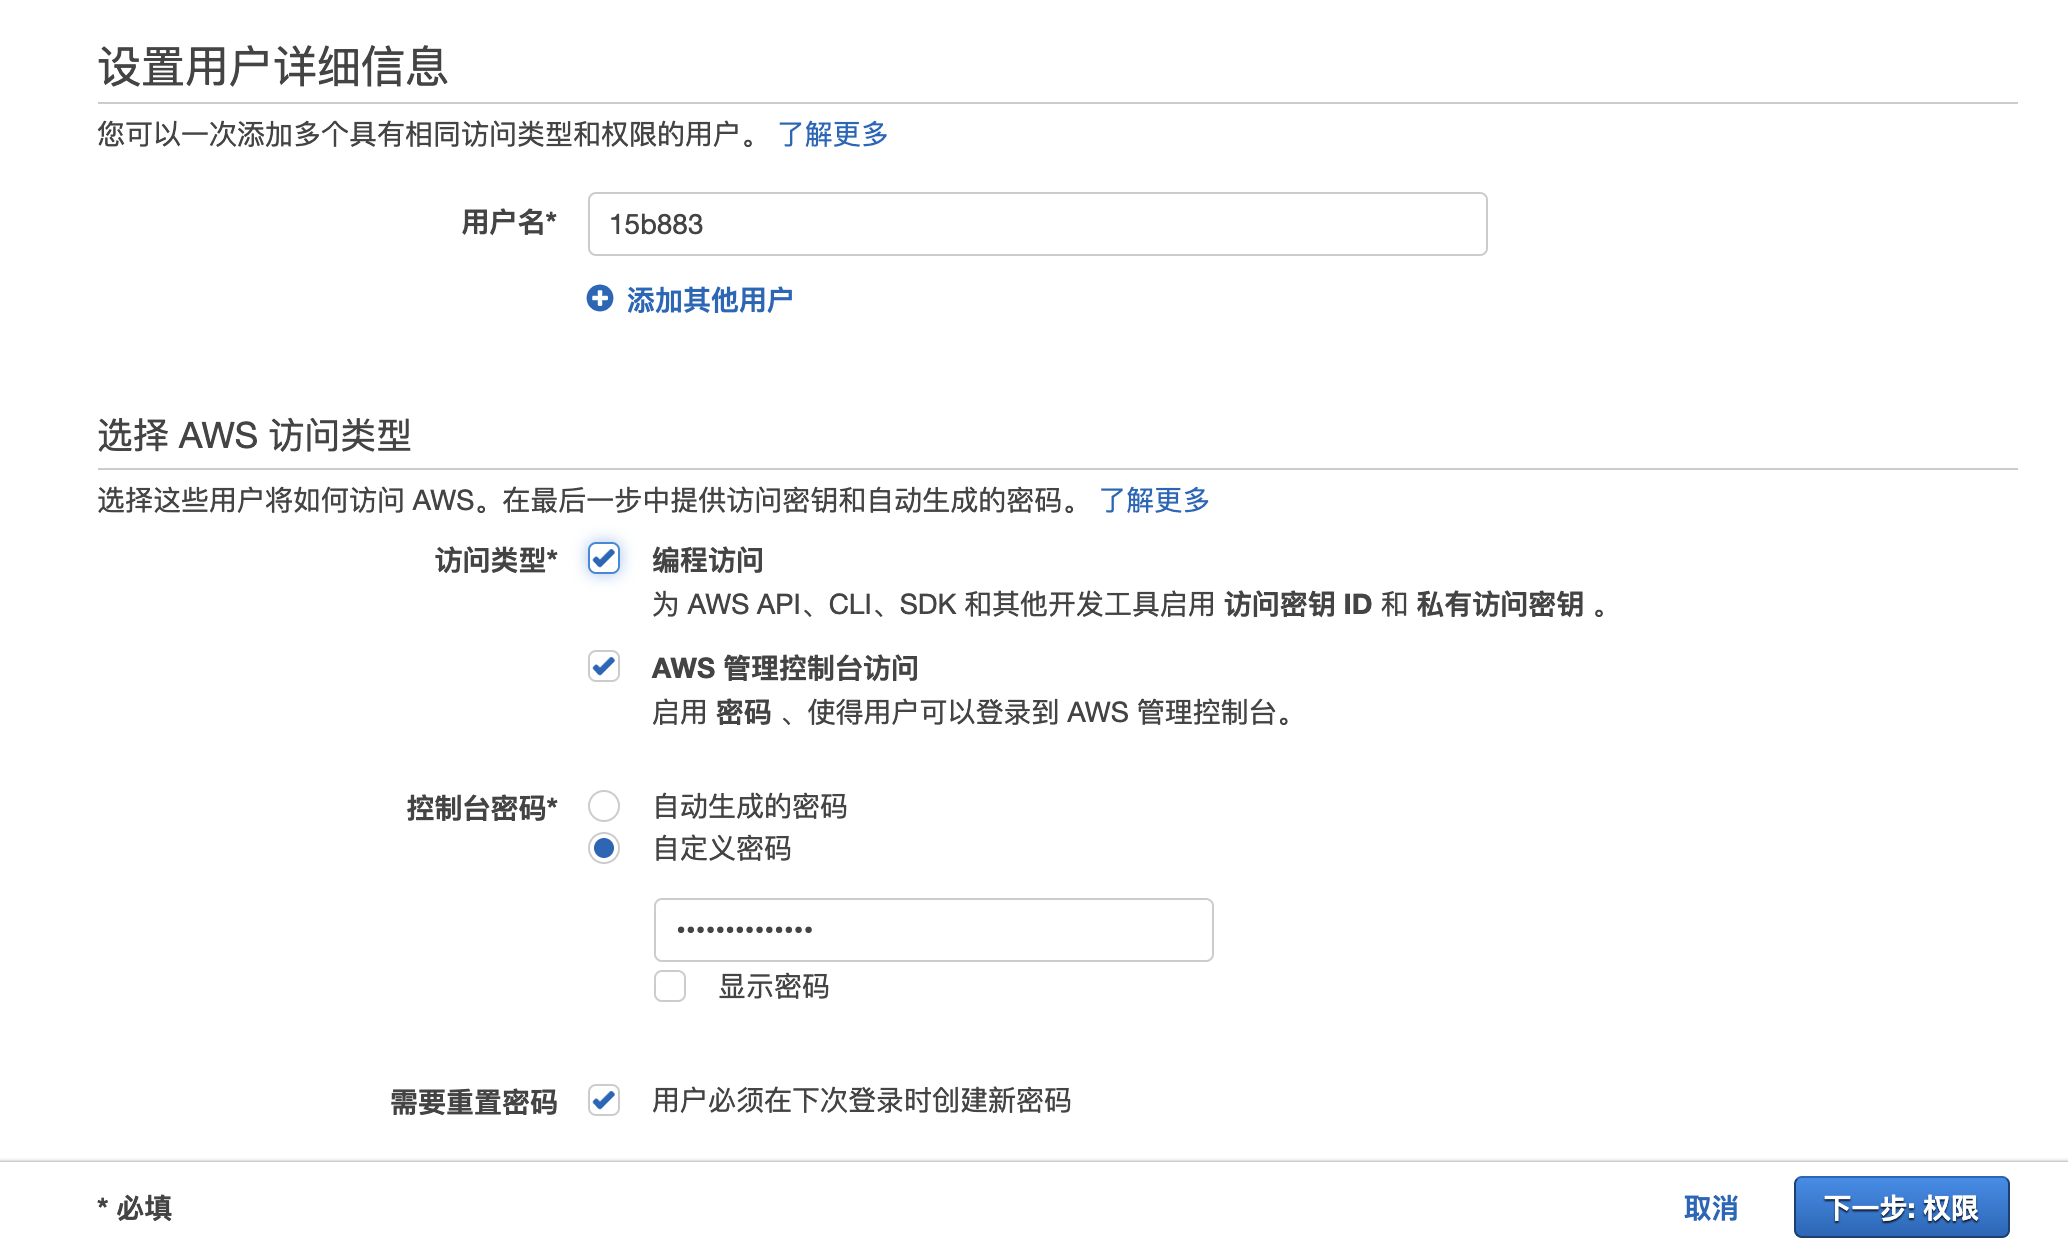 设置用户详细信息
您可以一次添加多个具有相同访问类型和权限的用户。 了解更多
用户名* 15b883
添加其他用户
选择 AWS 访问类型
选择这些用户将如何访问 AWS。在最后一步中提供访问密钥和自动生成的密码。 了解更多
访问类型* 编程访问
为 AWS API、CLI、SDK 和其他开发工具启用 访问密钥 ID 和 私有访问密钥 。
AWS 管理控制台访问
启用 密码 、使得用户可以登录到 AWS 管理控制台。
控制台密码* 自动生成的密码
自定义密码
••••••••••••••
显示密码
需要重置密码 用户必须在下次登录时创建新密码
* 必填 取消 下一步: 权限